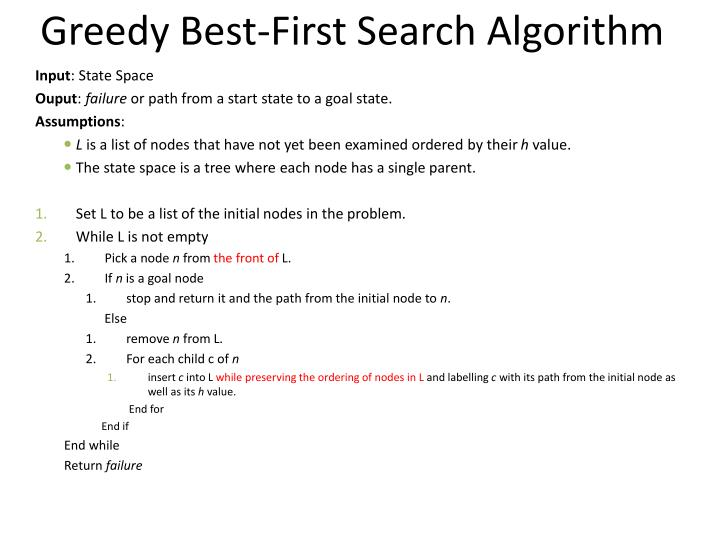 Greedy Best-First Search Algorithm
Input: State Space
Ouput: failure or path from a start state to a goal state.
Assumptions:
• L is a list of nodes that have not yet been examined ordered by their h value.
• The state space is a tree where each node has a single parent.
1. Set L to be a list of the initial nodes in the problem.
2. While L is not empty
1. Pick a node n from the front of L.
2. If n is a goal node
1. stop and return it and the path from the initial node to n.
Else
1. remove n from L.
2. For each child c of n
1. insert c into L while preserving the ordering of nodes in L and labelling c with its path from the initial node as
well as its h value.
End for
End if
End while
Return failure